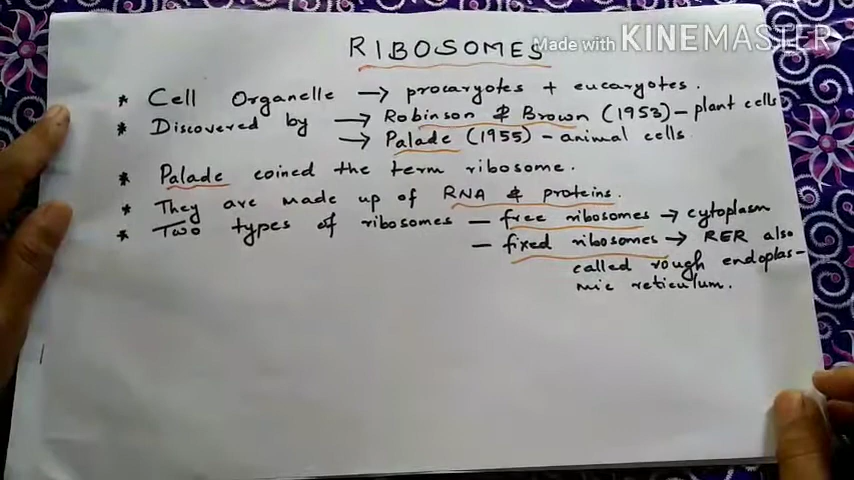 RIBOSOMES
Made with KINEMASTER
* Cell Organelle → procaryotes + eucaryotes.
* Discovered by → Robinson & Brown (1953) – plant cells
→ Palade (1955) – animal cells
* Palade coined the term ribosome.
* They are made up of RNA & proteins.
* Two types of ribosomes – free ribosomes → cytoplasm
– fixed ribosomes → RER also
called rough endoplas-
mic reticulum.